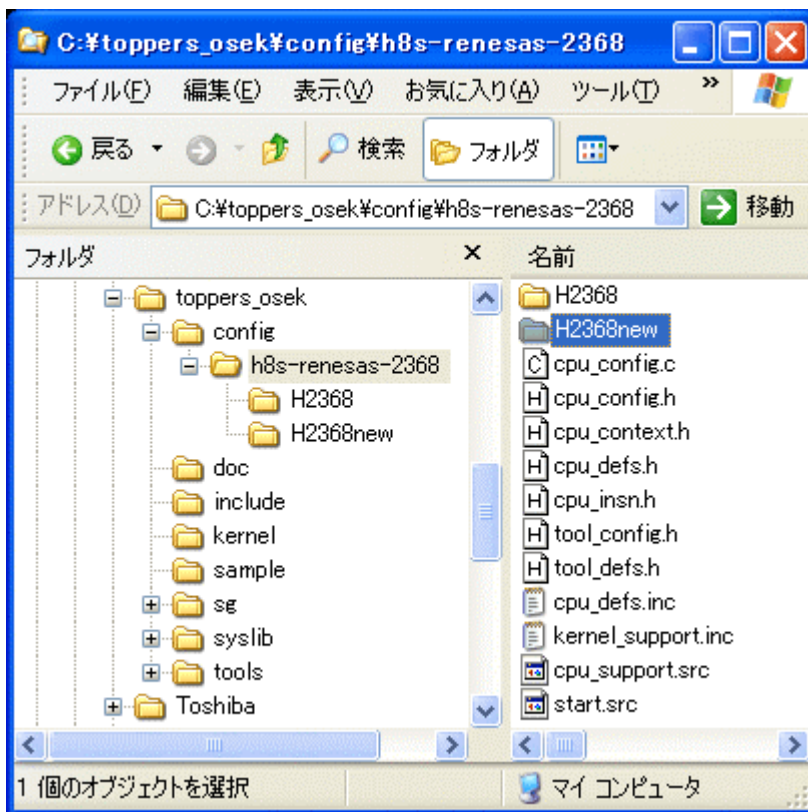 C:¥toppers_osek¥config¥h8s-renesas-2368
ファイル(F) 編集(E) 表示(V) お気に入り(A) ツール(T) »
戻る 検索 フォルダ
アドレス(D) C:¥toppers_osek¥config¥h8s-renesas-2368 移動
フォルダ × 名前
toppers_osek
config
h8s-renesas-2368
H2368
H2368new
doc
include
kernel
sample
sg
syslib
tools
Toshiba
H2368
H2368new
cpu_config.c
cpu_config.h
cpu_context.h
cpu_defs.h
cpu_insn.h
tool_config.h
tool_defs.h
cpu_defs.inc
kernel_support.inc
cpu_support.src
start.src
1 個のオブジェクトを選択 マイ コンピュータ